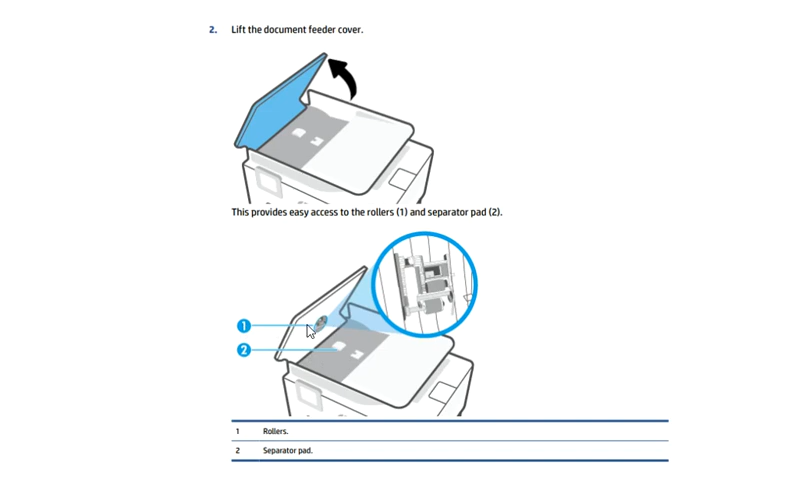 2. Lift the document feeder cover.
This provides easy access to the rollers (1) and separator pad (2).
1
2
1 Rollers.
2 Separator pad.